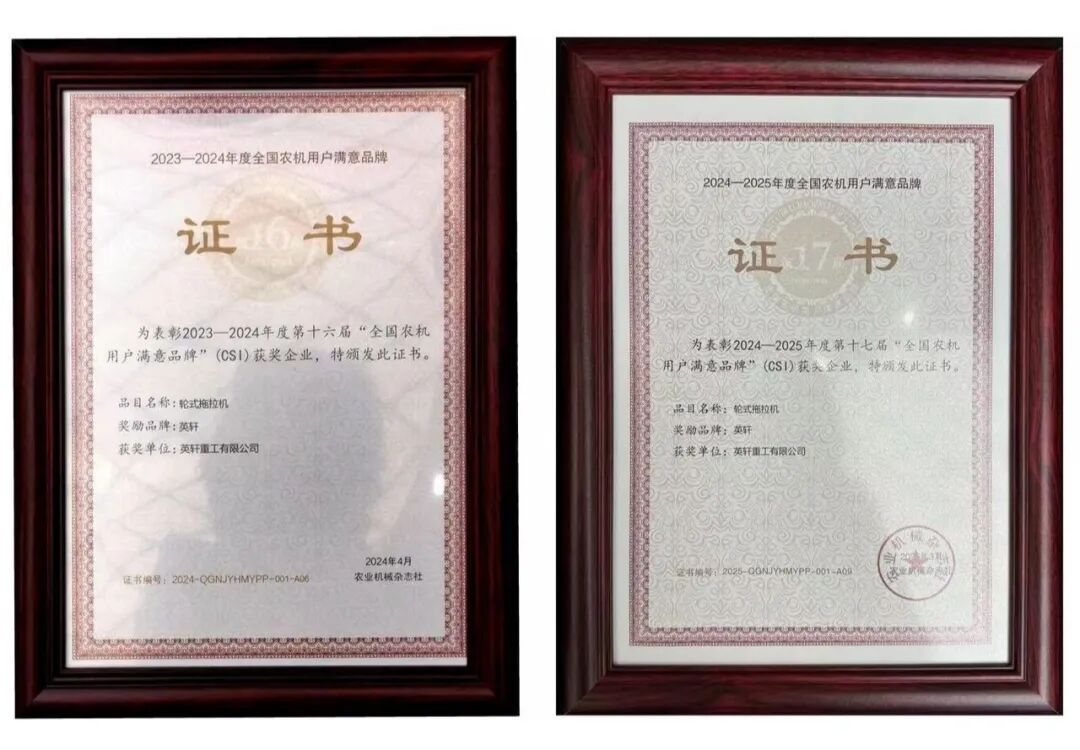 2023—2024年度全国农机用户满意品牌
16
证 书
为表彰2023—2024年度第十六届“全国农机
用户满意品牌”(CSI)获奖企业，特颁发此证书。
品目名称：轮式拖拉机
奖励品牌：英轩
获奖单位：英轩重工有限公司
2024年4月
证书编号：2024-QGNJYHMYPP-001-A06
农业机械杂志社
2024—2025年度全国农机用户满意品牌
17
证 书
为表彰2024—2025年度第十七届“全国农机
用户满意品牌”(CSI)获奖企业，特颁发此证书。
品目名称：轮式拖拉机
奖励品牌：英轩
获奖单位：英轩重工有限公司
证书编号：2025-QGNJYHMYPP-001-A09
农业机械杂志社